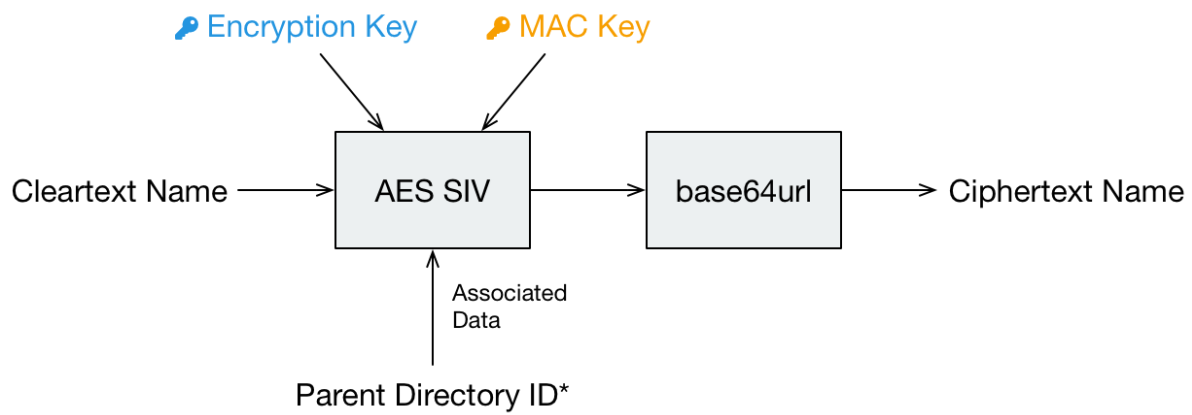 Encryption Key
MAC Key
Cleartext Name
AES SIV
base64url
Ciphertext Name
Associated
Data
Parent Directory ID*